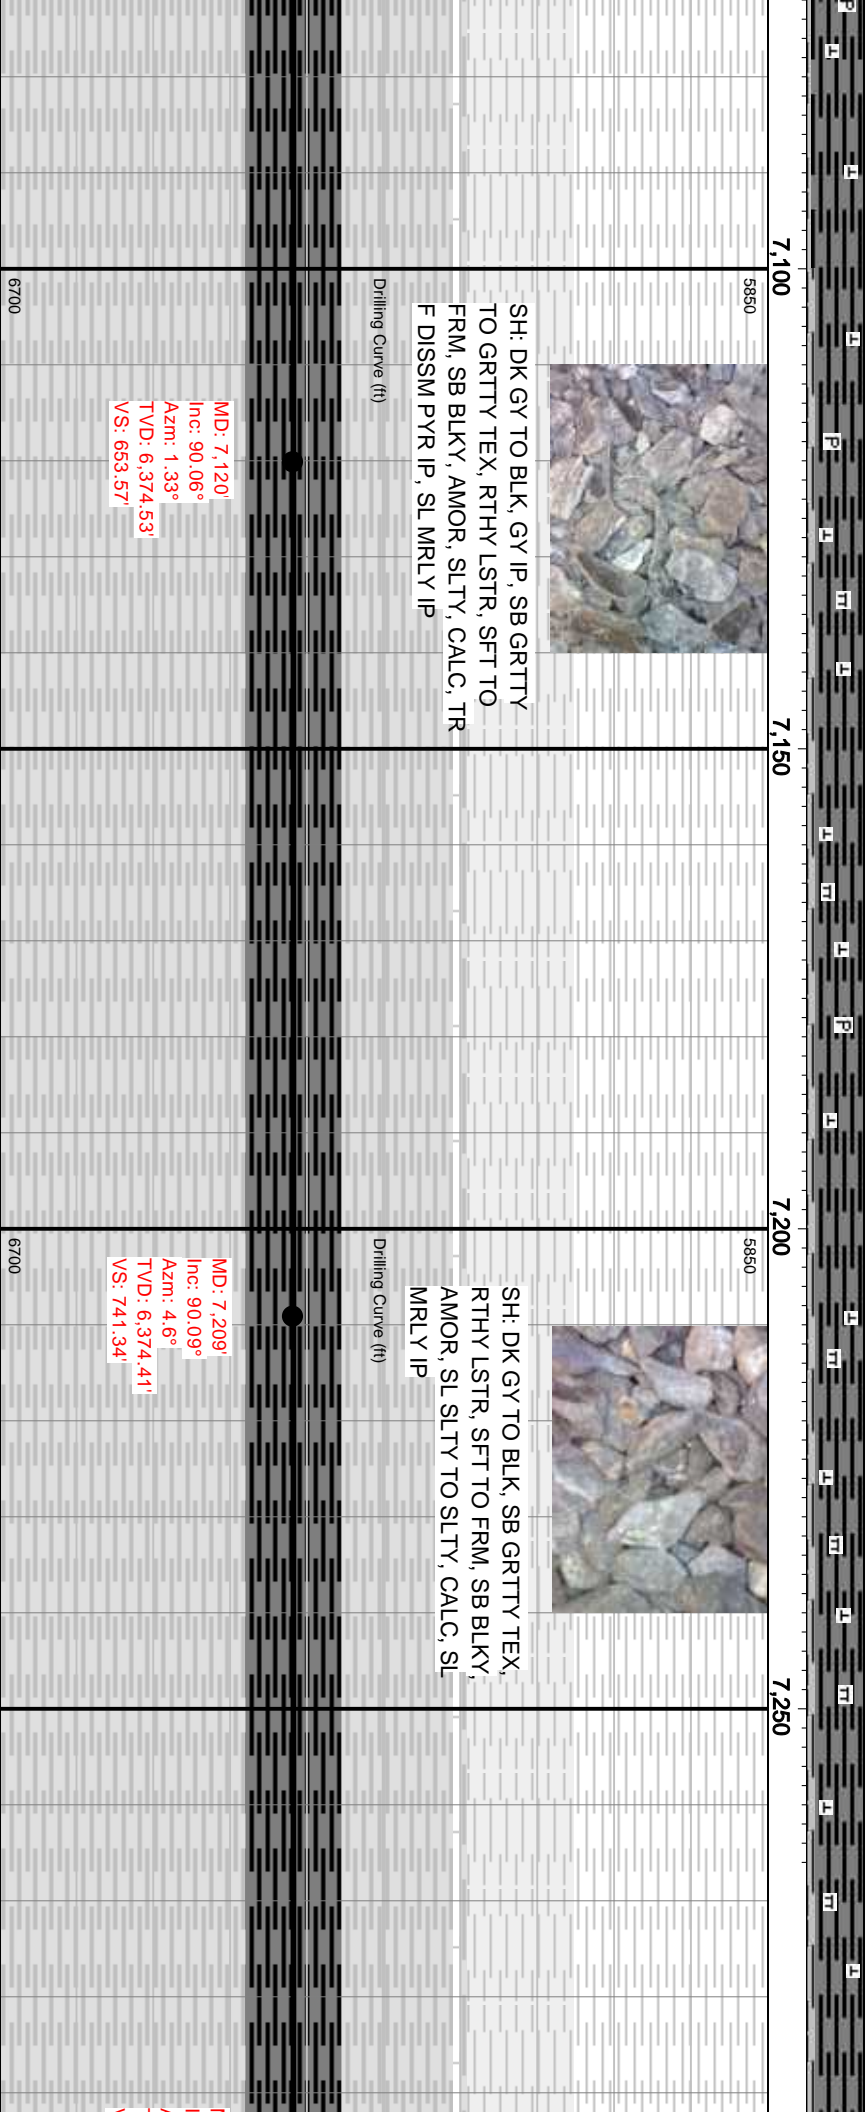 7,100
5850
SH: DK GY TO BLK, GY IP, SB GRTTY
TO GRTTY TEX, RTHY LSTR, SFT TO
FRM, SB BLKY, AMOR, SLTY, CALC, TR
F DISSM PYR IP, SL MRLY IP
Drilling Curve (ft)
MD: 7,120'
Inc: 90.06°
Azm: 1.33°
TVD: 6,374.53'
VS: 653.57'
6700
7,150
7,200
5850
SH: DK GY TO BLK, SB GRTTY TEX,
RTHY LSTR, SFT TO FRM, SB BLKY,
AMOR, SL SLTY TO SLTY, CALC, SL
MRLY IP
Drilling Curve (ft)
MD: 7,209'
Inc: 90.09°
Azm: 4.6°
TVD: 6,374.41'
VS: 741.34'
6700
7,250